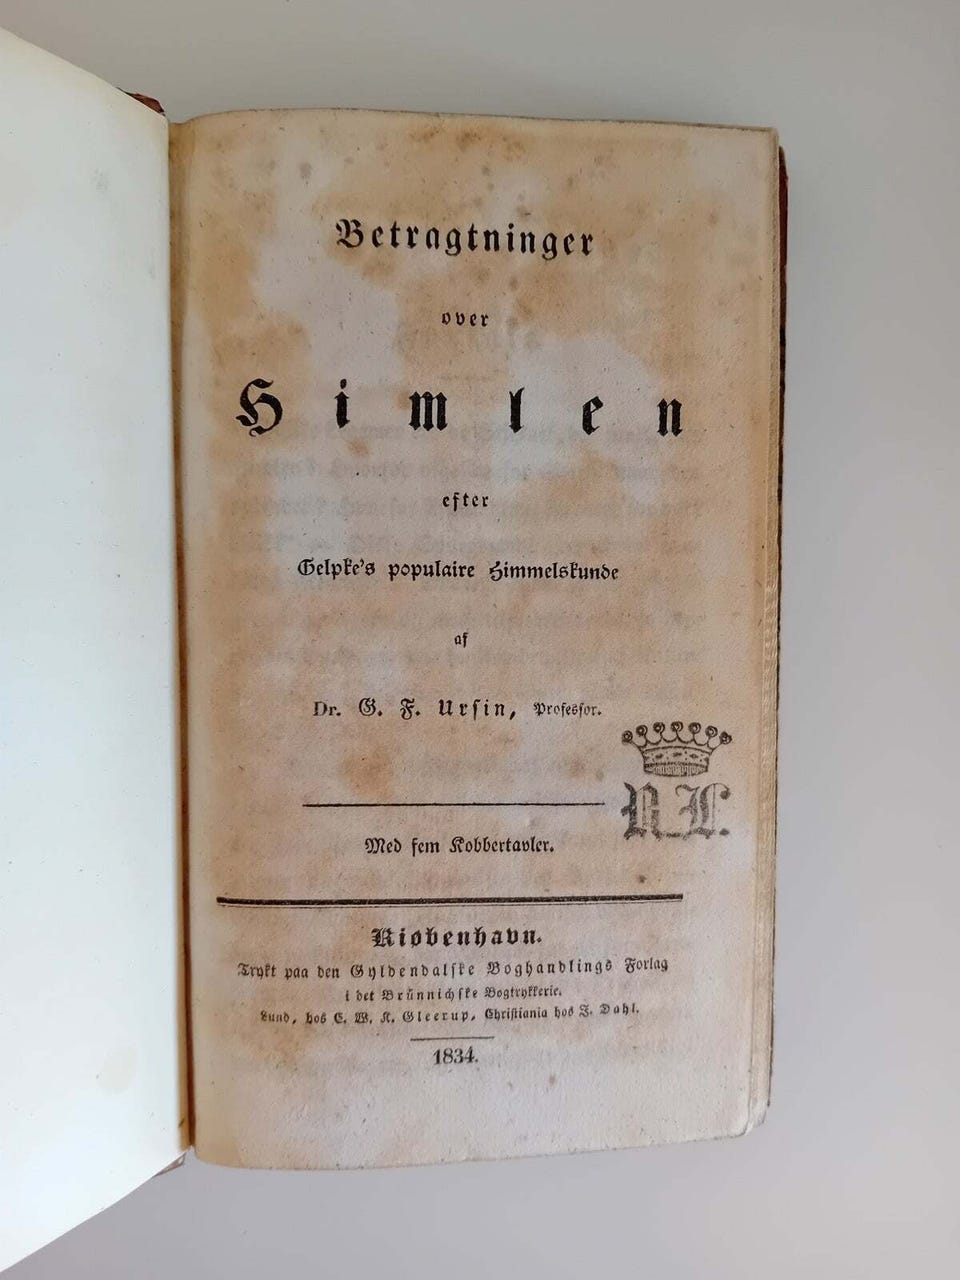 Betragtninger
over
Himlen
efter
Gelpke's populaire Himmelskunde
af
Dr. G. F. Ursin, Professor.
Med fem Kobbertavler.
Kiøbenhavn.
Trykt paa den Gyldendalske Boghandlings Forlag
i det Brünnichske Bogtrykkerie.
Lund, hos C. W. K. Gleerup, Christiania hos J. Dahl.
1834.